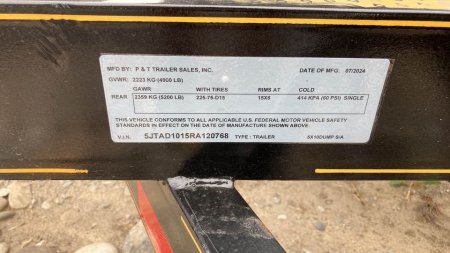 MFD BY: P & T TRAILER SALES, INC. DATE OF MFG. 07/2024
GVWR: 2223 KG-(4900 LB)
GAWR WITH TIRES RIMS AT COLD
REAR 2359 KG (5200 LB) 225-75-D15 15X6 414 KPA (60 PSI) SINGLE
THIS VEHICLE CONFORMS TO ALL APPLICABLE U.S. FEDERAL MOTOR VEHICLE SAFETY
STANDARDS IN EFFECT ON THE DATE OF MANUFACTURE SHOWN ABOVE.
V.I.N. 5JTAD1015RA120768 TYPE: TRAILER 5X10DUMP S/A